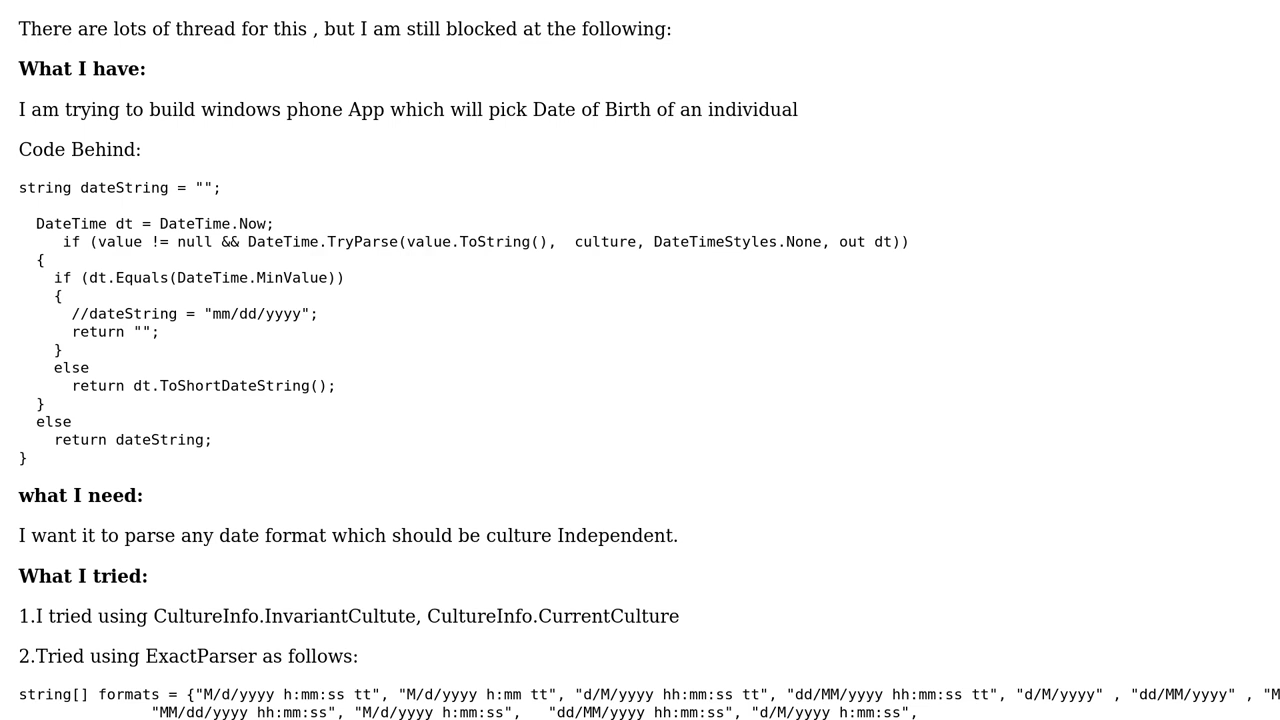 There are lots of thread for this , but I am still blocked at the following:
What I have:
I am trying to build windows phone App which will pick Date of Birth of an individual
Code Behind:
string dateString = "";
  DateTime dt = DateTime.Now;
     if (value != null && DateTime.TryParse(value.ToString(),  culture, DateTimeStyles.None, out dt))
  {
    if (dt.Equals(DateTime.MinValue))
    {
      //dateString = "mm/dd/yyyy";
      return "";
    }
    else
      return dt.ToShortDateString();
  }
  else
    return dateString;
}
what I need:
I want it to parse any date format which should be culture Independent.
What I tried:
1.I tried using CultureInfo.InvariantCultute, CultureInfo.CurrentCulture
2.Tried using ExactParser as follows:
string[] formats = {"M/d/yyyy h:mm:ss tt", "M/d/yyyy h:mm tt", "d/M/yyyy hh:mm:ss tt", "dd/MM/yyyy hh:mm:ss tt", "d/M/yyyy" , "dd/MM/yyyy" , "M
               "MM/dd/yyyy hh:mm:ss", "M/d/yyyy h:mm:ss",   "dd/MM/yyyy hh:mm:ss", "d/M/yyyy h:mm:ss",